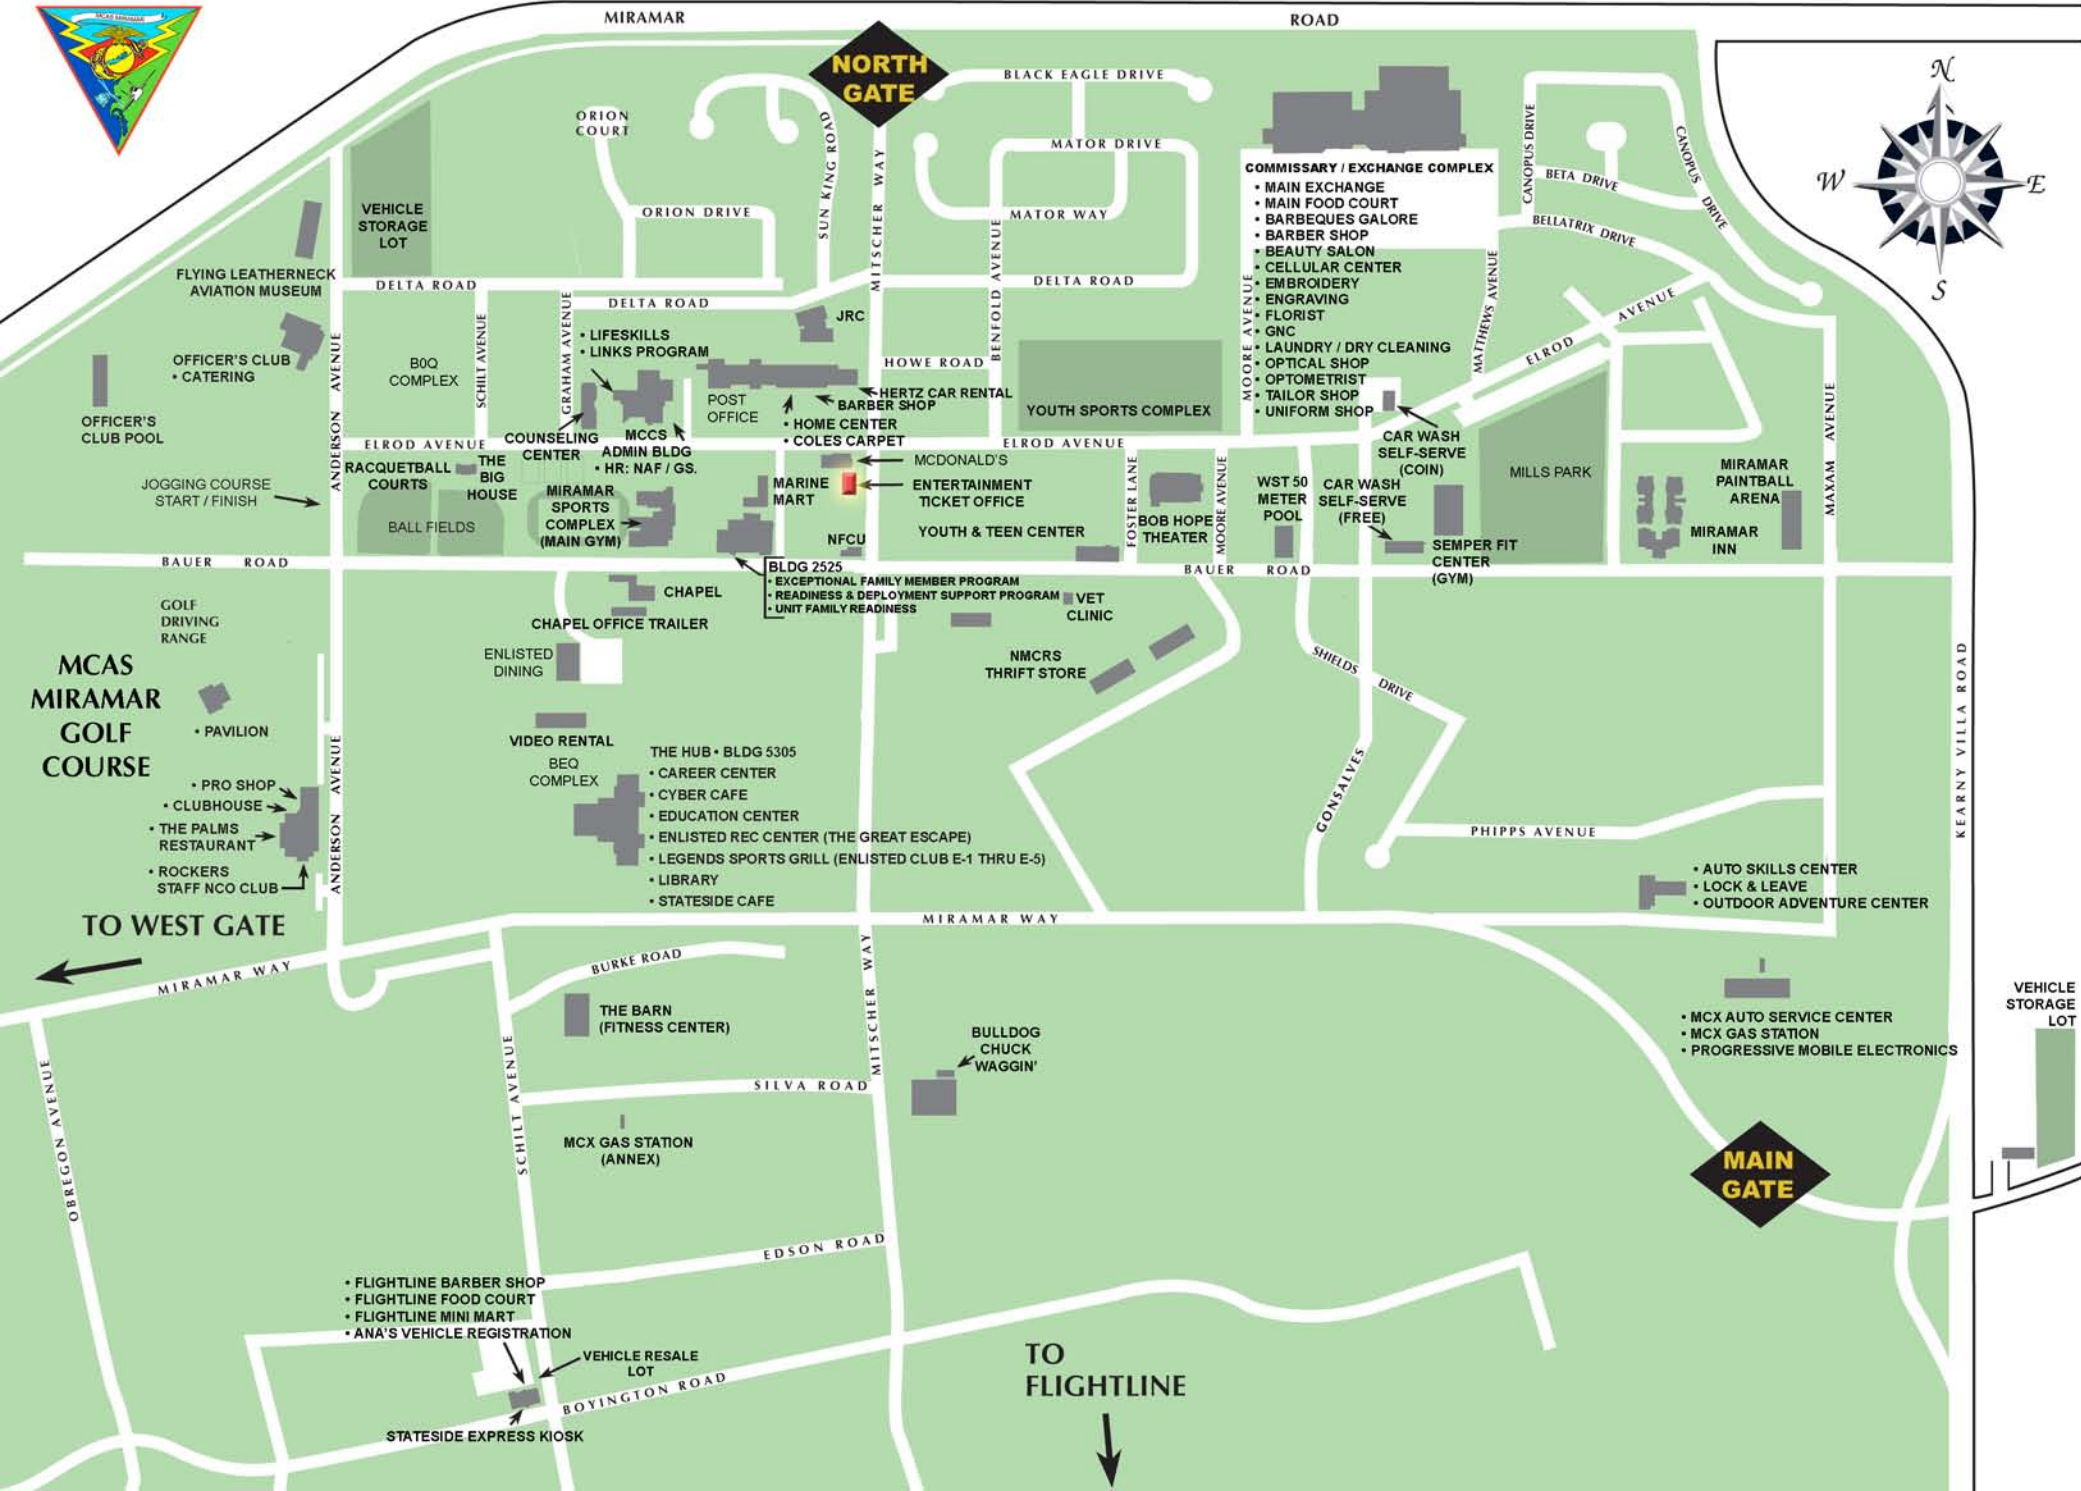 MCAS MIRAMAR
MIRAMAR ROAD
NORTH
GATE
BLACK EAGLE DRIVE
ORION
COURT
SUN KING ROAD
MITSCHER WAY
MATOR DRIVE
MATOR WAY
ORION DRIVE
BENFOLD AVENUE
N
W
E
S
CANOPUS DRIVE
CANOPUS DRIVE
BETA DRIVE
BELLATRIX DRIVE
COMMISSARY / EXCHANGE COMPLEX
• MAIN EXCHANGE
• MAIN FOOD COURT
• BARBEQUES GALORE
• BARBER SHOP
• BEAUTY SALON
• CELLULAR CENTER
• EMBROIDERY
• ENGRAVING
• FLORIST
• GNC
• LAUNDRY / DRY CLEANING
• OPTICAL SHOP
• OPTOMETRIST
• TAILOR SHOP
• UNIFORM SHOP
MOORE AVENUE
MATTHEWS AVENUE
VEHICLE
STORAGE
LOT
FLYING LEATHERNECK
AVIATION MUSEUM
DELTA ROAD
DELTA ROAD
DELTA ROAD
JRC
OFFICER'S CLUB
• CATERING
OFFICER'S
CLUB POOL
ANDERSON AVENUE
B0Q
COMPLEX
SCHILT AVENUE
GRAHAM AVENUE
• LIFESKILLS
• LINKS PROGRAM
POST
OFFICE
HOWE ROAD
HERTZ CAR RENTAL
BARBER SHOP
• HOME CENTER
• COLES CARPET
YOUTH SPORTS COMPLEX
ELROD AVENUE
ELROD AVENUE
ELROD AVENUE
COUNSELING
CENTER
MCCS
ADMIN BLDG
• HR: NAF / GS.
CAR WASH
SELF-SERVE
(COIN)
MILLS PARK
MAXAM AVENUE
JOGGING COURSE
START / FINISH
RACQUETBALL
COURTS
THE
BIG
HOUSE
BALL FIELDS
MIRAMAR
SPORTS
COMPLEX
(MAIN GYM)
MARINE
MART
MCDONALD'S
ENTERTAINMENT
TICKET OFFICE
YOUTH & TEEN CENTER
NFCU
FOSTER LANE
BOB HOPE
THEATER
MOORE AVENUE
WST 50
METER
POOL
CAR WASH
SELF-SERVE
(FREE)
SEMPER FIT
CENTER
(GYM)
MIRAMAR
PAINTBALL
ARENA
MIRAMAR
INN
BAUER ROAD
BAUER ROAD
BLDG 2525
• EXCEPTIONAL FAMILY MEMBER PROGRAM
• READINESS & DEPLOYMENT SUPPORT PROGRAM
• UNIT FAMILY READINESS
VET
CLINIC
CHAPEL
CHAPEL OFFICE TRAILER
GOLF
DRIVING
RANGE
MCAS
MIRAMAR
GOLF
COURSE
• PAVILION
ENLISTED
DINING
NMCRS
THRIFT STORE
SHIELDS DRIVE
GONSALVES
KEARNY VILLA ROAD
VIDEO RENTAL
BEQ
COMPLEX
THE HUB • BLDG 5305
• CAREER CENTER
• CYBER CAFE
• EDUCATION CENTER
• ENLISTED REC CENTER (THE GREAT ESCAPE)
• LEGENDS SPORTS GRILL (ENLISTED CLUB E-1 THRU E-5)
• LIBRARY
• STATESIDE CAFE
• PRO SHOP
• CLUBHOUSE
• THE PALMS
RESTAURANT
• ROCKERS
STAFF NCO CLUB
ANDERSON AVENUE
PHIPPS AVENUE
• AUTO SKILLS CENTER
• LOCK & LEAVE
• OUTDOOR ADVENTURE CENTER
TO WEST GATE
MIRAMAR WAY
MIRAMAR WAY
BURKE ROAD
MITSCHER WAY
THE BARN
(FITNESS CENTER)
BULLDOG
CHUCK
WAGGIN'
• MCX AUTO SERVICE CENTER
• MCX GAS STATION
• PROGRESSIVE MOBILE ELECTRONICS
VEHICLE
STORAGE
LOT
OBREGON AVENUE
SCHILT AVENUE
SILVA ROAD
MCX GAS STATION
(ANNEX)
MAIN
GATE
EDSON ROAD
• FLIGHTLINE BARBER SHOP
• FLIGHTLINE FOOD COURT
• FLIGHTLINE MINI MART
• ANA'S VEHICLE REGISTRATION
VEHICLE RESALE
LOT
BOYINGTON ROAD
STATESIDE EXPRESS KIOSK
TO
FLIGHTLINE